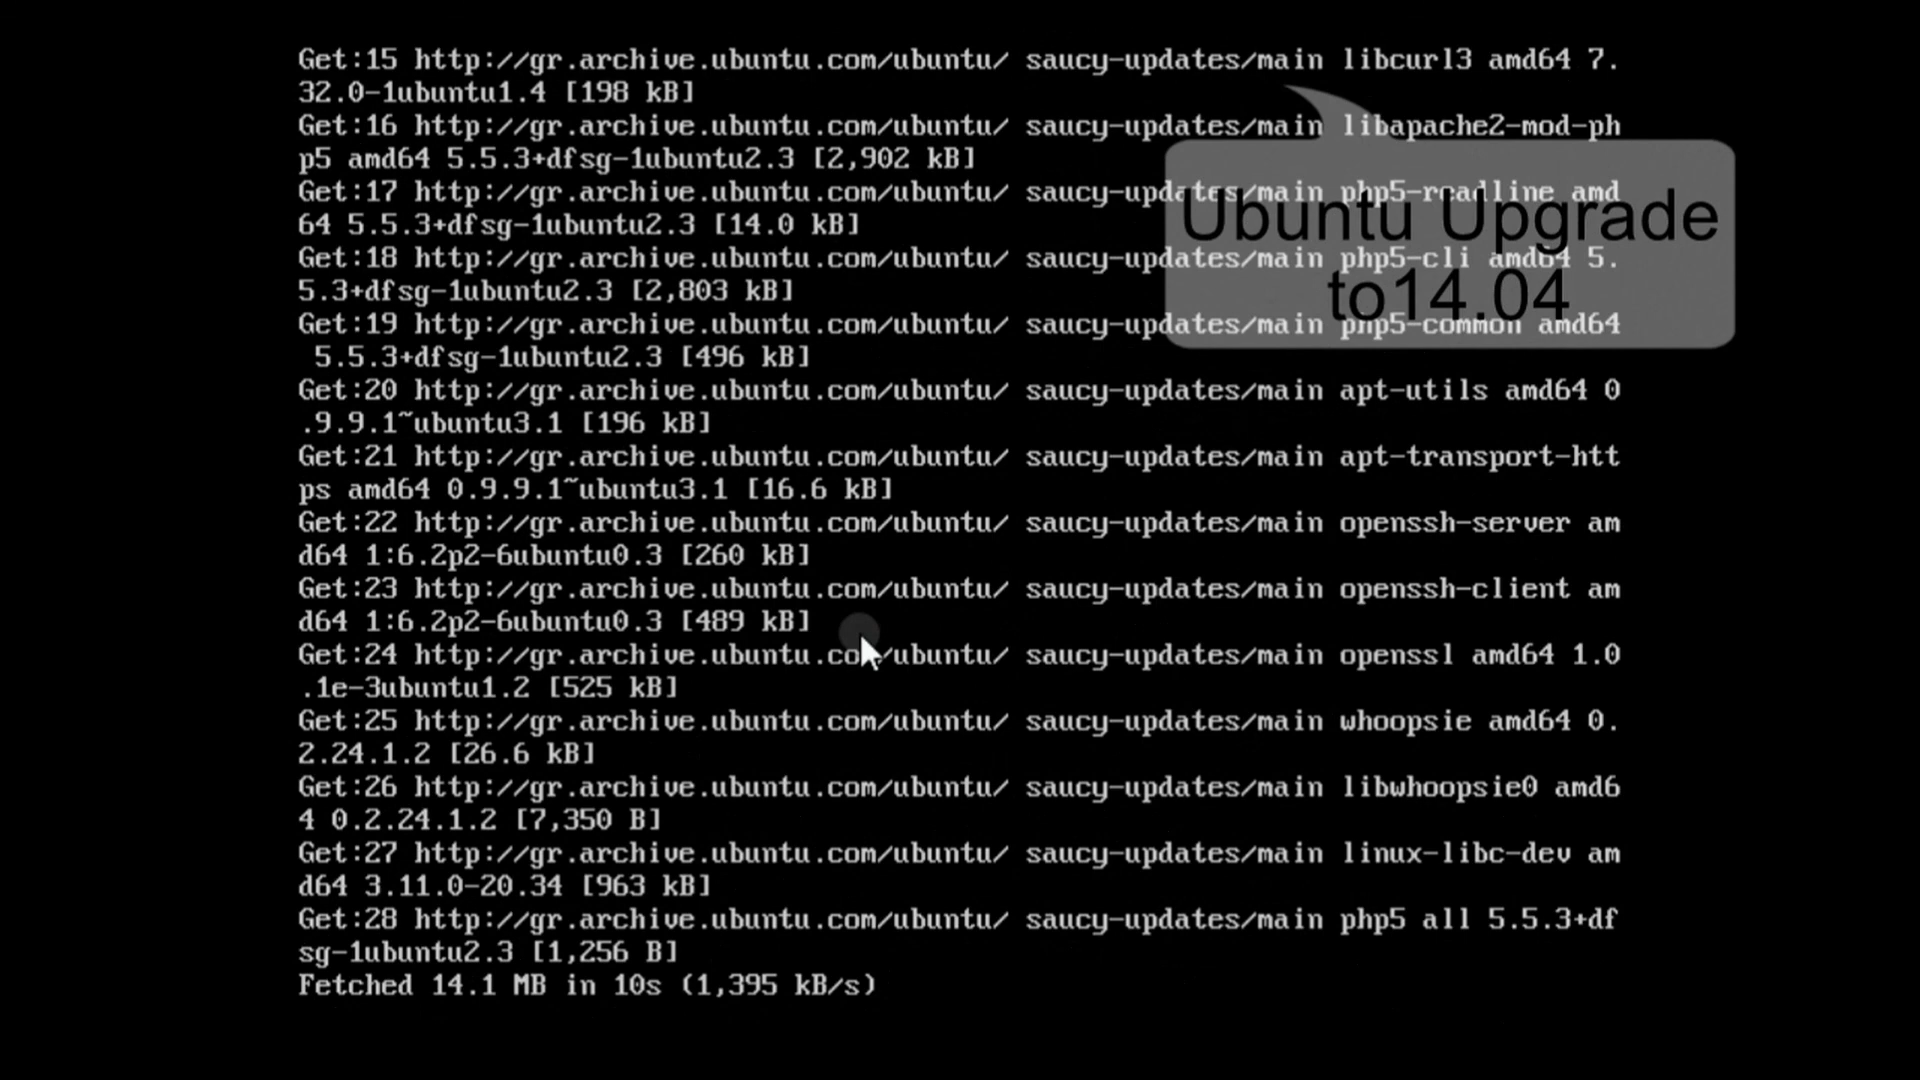 Get:15 http://gr.archive.ubuntu.com/ubuntu/ saucy-updates/main libcurl3 amd64 7.
32.0-1ubuntu1.4 [198 kB]
Get:16 http://gr.archive.ubuntu.com/ubuntu/ saucy-updates/main libapache2-mod-ph
p5 amd64 5.5.3+dfsg-1ubuntu2.3 [2,902 kB]
Get:17 http://gr.archive.ubuntu.com/ubuntu/ saucy-updates/main php5-readline amd
64 5.5.3+dfsg-1ubuntu2.3 [14.0 kB]
Get:18 http://gr.archive.ubuntu.com/ubuntu/ saucy-updates/main php5-cli amd64 5.
5.3+dfsg-1ubuntu2.3 [2,803 kB]
Get:19 http://gr.archive.ubuntu.com/ubuntu/ saucy-updates/main php5-common amd64
 5.5.3+dfsg-1ubuntu2.3 [496 kB]
Get:20 http://gr.archive.ubuntu.com/ubuntu/ saucy-updates/main apt-utils amd64 0
.9.9.1~ubuntu3.1 [196 kB]
Get:21 http://gr.archive.ubuntu.com/ubuntu/ saucy-updates/main apt-transport-htt
ps amd64 0.9.9.1~ubuntu3.1 [16.6 kB]
Get:22 http://gr.archive.ubuntu.com/ubuntu/ saucy-updates/main openssh-server am
d64 1:6.2p2-6ubuntu0.3 [260 kB]
Get:23 http://gr.archive.ubuntu.com/ubuntu/ saucy-updates/main openssh-client am
d64 1:6.2p2-6ubuntu0.3 [489 kB]
Get:24 http://gr.archive.ubuntu.com/ubuntu/ saucy-updates/main openssl amd64 1.0
.1e-3ubuntu1.2 [525 kB]
Get:25 http://gr.archive.ubuntu.com/ubuntu/ saucy-updates/main whoopsie amd64 0.
2.24.1.2 [26.6 kB]
Get:26 http://gr.archive.ubuntu.com/ubuntu/ saucy-updates/main libwhoopsie0 amd6
4 0.2.24.1.2 [7,350 B]
Get:27 http://gr.archive.ubuntu.com/ubuntu/ saucy-updates/main linux-libc-dev am
d64 3.11.0-20.34 [963 kB]
Get:28 http://gr.archive.ubuntu.com/ubuntu/ saucy-updates/main php5 all 5.5.3+df
sg-1ubuntu2.3 [1,256 B]
Fetched 14.1 MB in 10s (1,395 kB/s)
Ubuntu Upgrade
to14.04